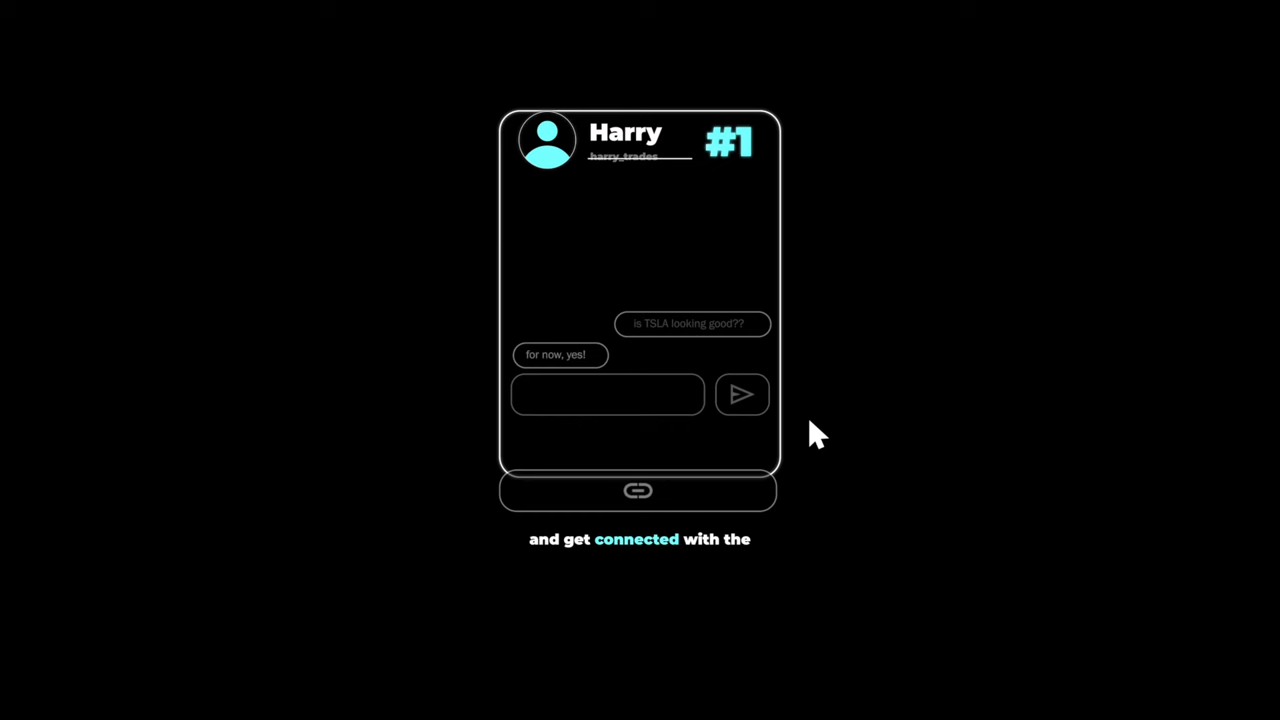 Harry
#1
harry_trades
is TSLA looking good??
for now, yes!
and get connected with the